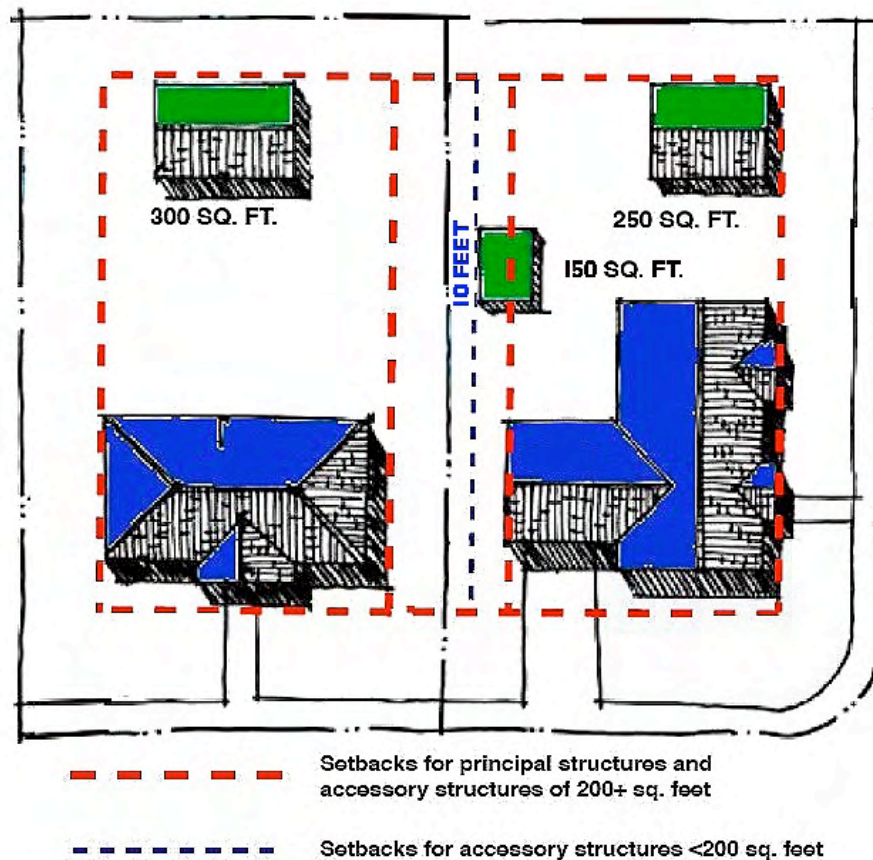 300 SQ. FT.
250 SQ. FT.
10 FEET
150 SQ. FT.
Setbacks for principal structures and
accessory structures of 200+ sq. feet
Setbacks for accessory structures <200 sq. feet